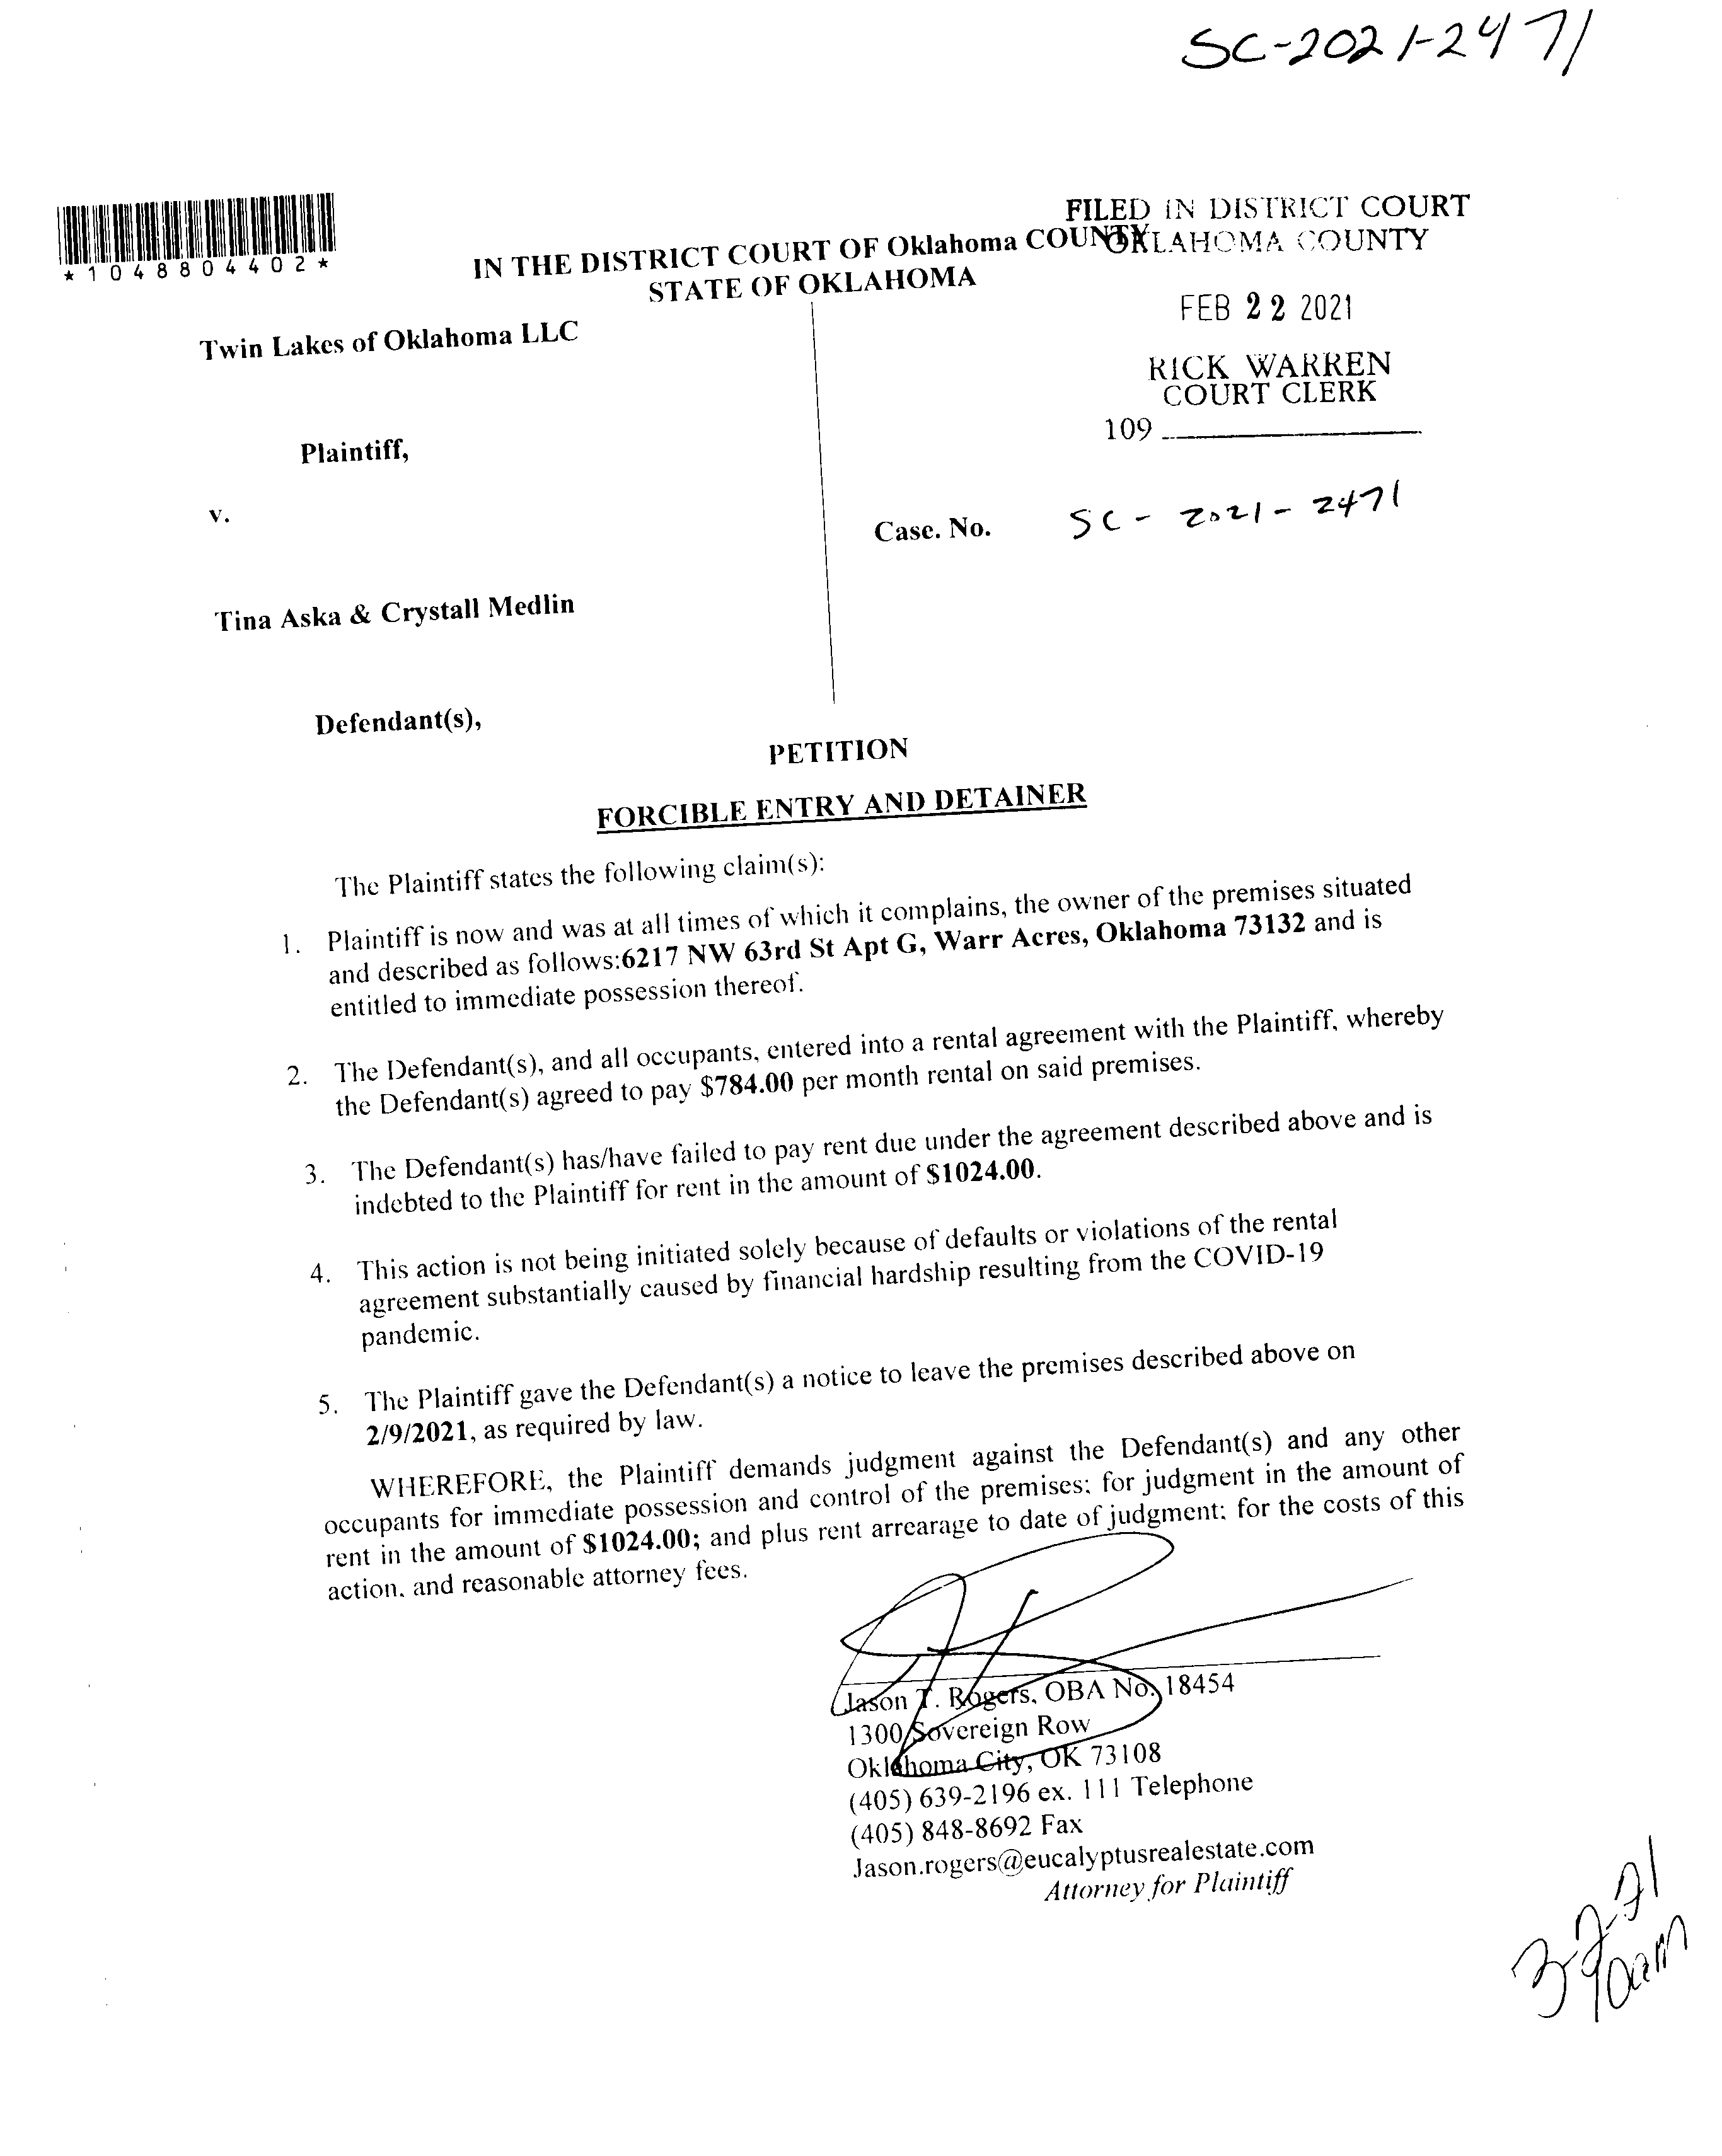 SC-2021-2471
FILED IN DISTRICT COURT
OKLAHOMA COUNTY
*1048804402*
IN THE DISTRICT COURT OF Oklahoma COUNTY
STATE OF OKLAHOMA
FEB 22 2021
Twin Lakes of Oklahoma LLC
RICK WARREN
COURT CLERK
109
Plaintiff,
v.
Case. No. SC - 2021 - 2471
Tina Aska & Crystall Medlin
Defendant(s),
PETITION
FORCIBLE ENTRY AND DETAINER
The Plaintiff states the following claim(s):
1. Plaintiff is now and was at all times of which it complains, the owner of the premises situated
and described as follows:6217 NW 63rd St Apt G, Warr Acres, Oklahoma 73132 and is
entitled to immediate possession thereof.
2. The Defendant(s), and all occupants, entered into a rental agreement with the Plaintiff, whereby
the Defendant(s) agreed to pay $784.00 per month rental on said premises.
3. The Defendant(s) has/have failed to pay rent due under the agreement described above and is
indebted to the Plaintiff for rent in the amount of $1024.00.
4. This action is not being initiated solely because of defaults or violations of the rental
agreement substantially caused by financial hardship resulting from the COVID-19
pandemic.
5. The Plaintiff gave the Defendant(s) a notice to leave the premises described above on
2/9/2021, as required by law.
WHEREFORE, the Plaintiff demands judgment against the Defendant(s) and any other
occupants for immediate possession and control of the premises; for judgment in the amount of
rent in the amount of $1024.00; and plus rent arrearage to date of judgment; for the costs of this
action, and reasonable attorney fees.
Jason T. Rogers, OBA No. 18454
1300 Sovereign Row
Oklahoma City, OK 73108
(405) 639-2196 ex. 111 Telephone
(405) 848-8692 Fax
Jason.rogers@eucalyptusrealestate.com
Attorney for Plaintiff